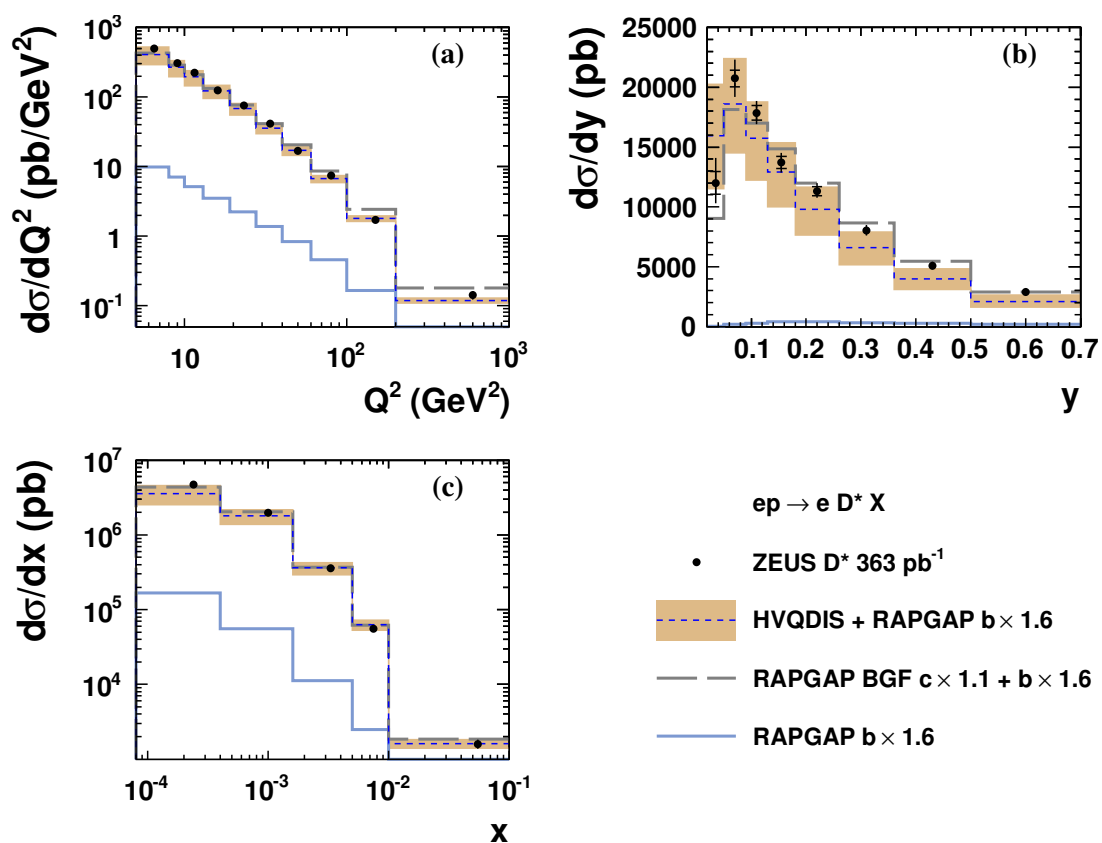 (a)
dσ/dQ² (pb/GeV²)
10³
10²
10
1
10⁻¹
10
10²
10³
Q² (GeV²)
(b)
dσ/dy (pb)
25000
20000
15000
10000
5000
0
0.1 0.2 0.3 0.4 0.5 0.6 0.7
y
(c)
dσ/dx (pb)
10⁷
10⁶
10⁵
10⁴
10⁻⁴ 10⁻³ 10⁻² 10⁻¹
x
ep → e D* X
ZEUS D* 363 pb⁻¹
HVQDIS + RAPGAP b × 1.6
RAPGAP BGF c × 1.1 + b × 1.6
RAPGAP b × 1.6